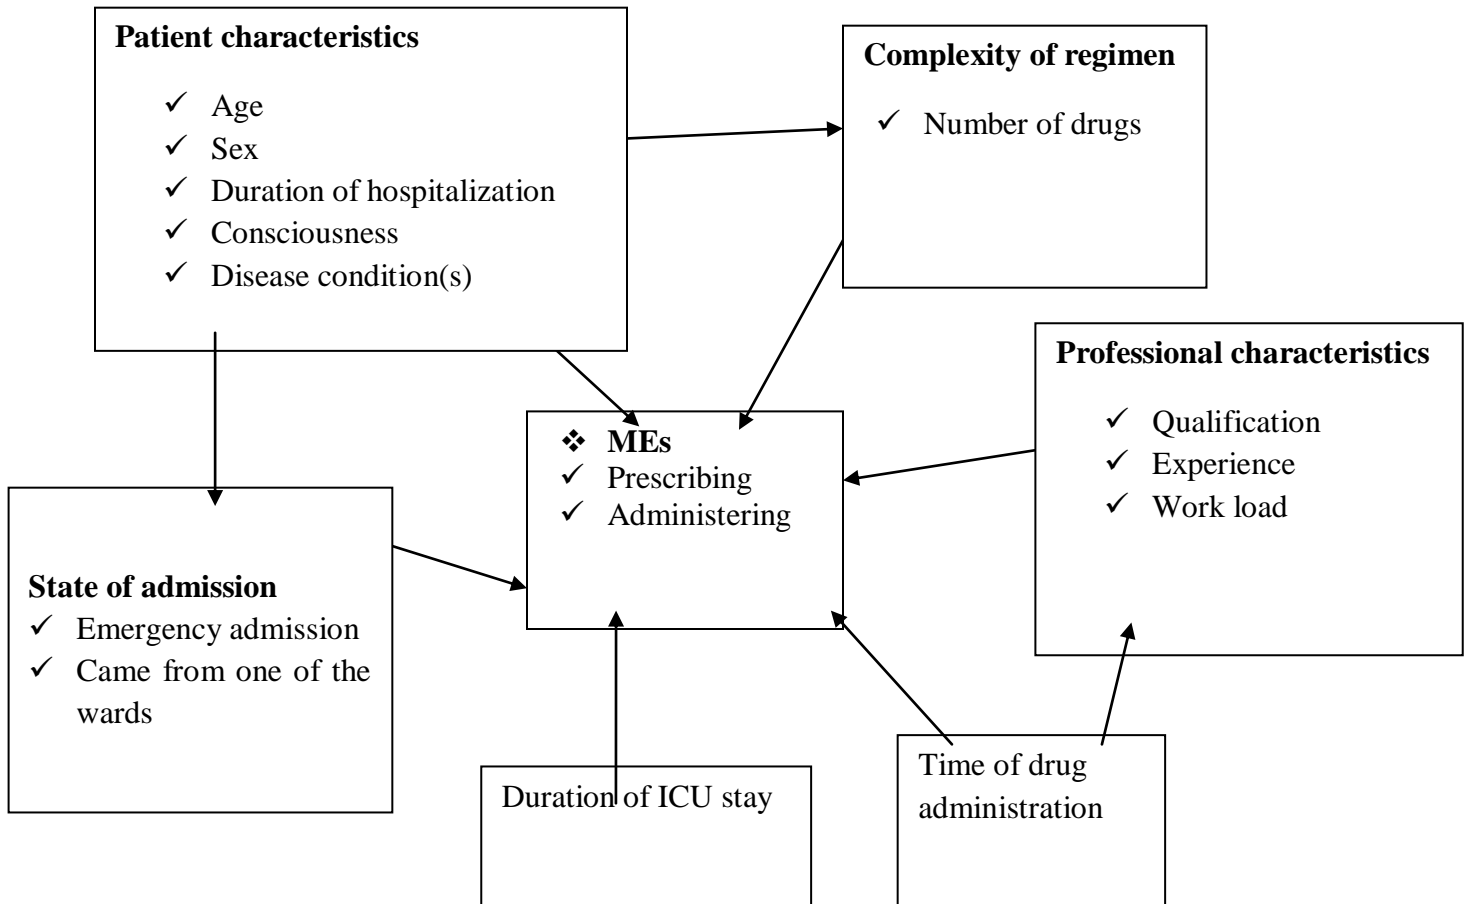 Patient characteristics
✓ Age
✓ Sex
✓ Duration of hospitalization
✓ Consciousness
✓ Disease condition(s)
Complexity of regimen
✓ Number of drugs
Professional characteristics
✓ Qualification
✓ Experience
✓ Work load
❖ MEs
✓ Prescribing
✓ Administering
State of admission
✓ Emergency admission
✓ Came from one of the
wards
Duration of ICU stay
Time of drug
administration